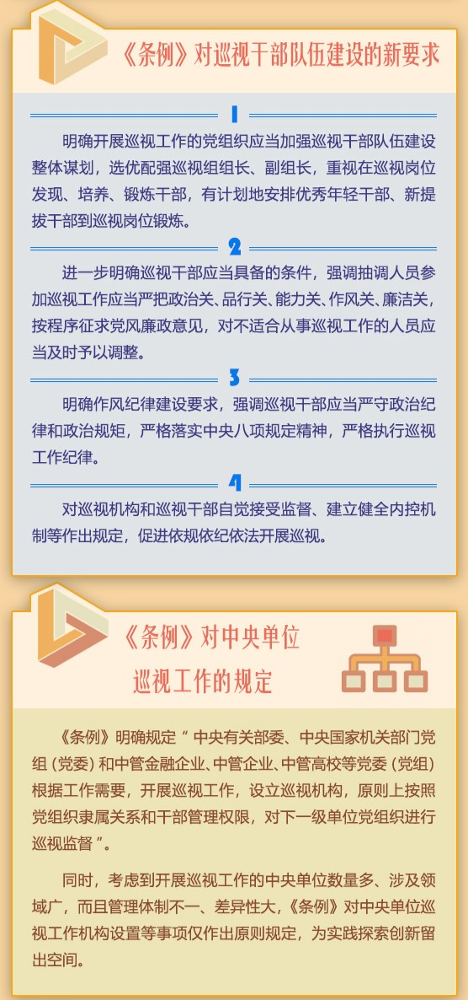 《条例》对巡视干部队伍建设的新要求
1
明确开展巡视工作的党组织应当加强巡视干部队伍建设
整体谋划，选优配强巡视组组长、副组长，重视在巡视岗位
发现、培养、锻炼干部，有计划地安排优秀年轻干部、新提
拔干部到巡视岗位锻炼。
2
进一步明确巡视干部应当具备的条件，强调抽调人员参
加巡视工作应当严把政治关、品行关、能力关、作风关、廉洁关，
按程序征求党风廉政意见，对不适合从事巡视工作的人员应
当及时予以调整。
3
明确作风纪律建设要求，强调巡视干部应当严守政治纪
律和政治规矩，严格落实中央八项规定精神，严格执行巡视
工作纪律。
4
对巡视机构和巡视干部自觉接受监督、建立健全内控机
制等作出规定，促进依规依纪依法开展巡视。
《条例》对中央单位
巡视工作的规定
《条例》明确规定“中央有关部委、中央国家机关部门党
组（党委）和中管金融企业、中管企业、中管高校等党委（党组）
根据工作需要，开展巡视工作，设立巡视机构，原则上按照
党组织隶属关系和干部管理权限，对下一级单位党组织进行
巡视监督”。
同时，考虑到开展巡视工作的中央单位数量多、涉及领
域广，而且管理体制不一、差异性大，《条例》对中央单位巡
视工作机构设置等事项仅作出原则规定，为实践探索创新留
出空间。